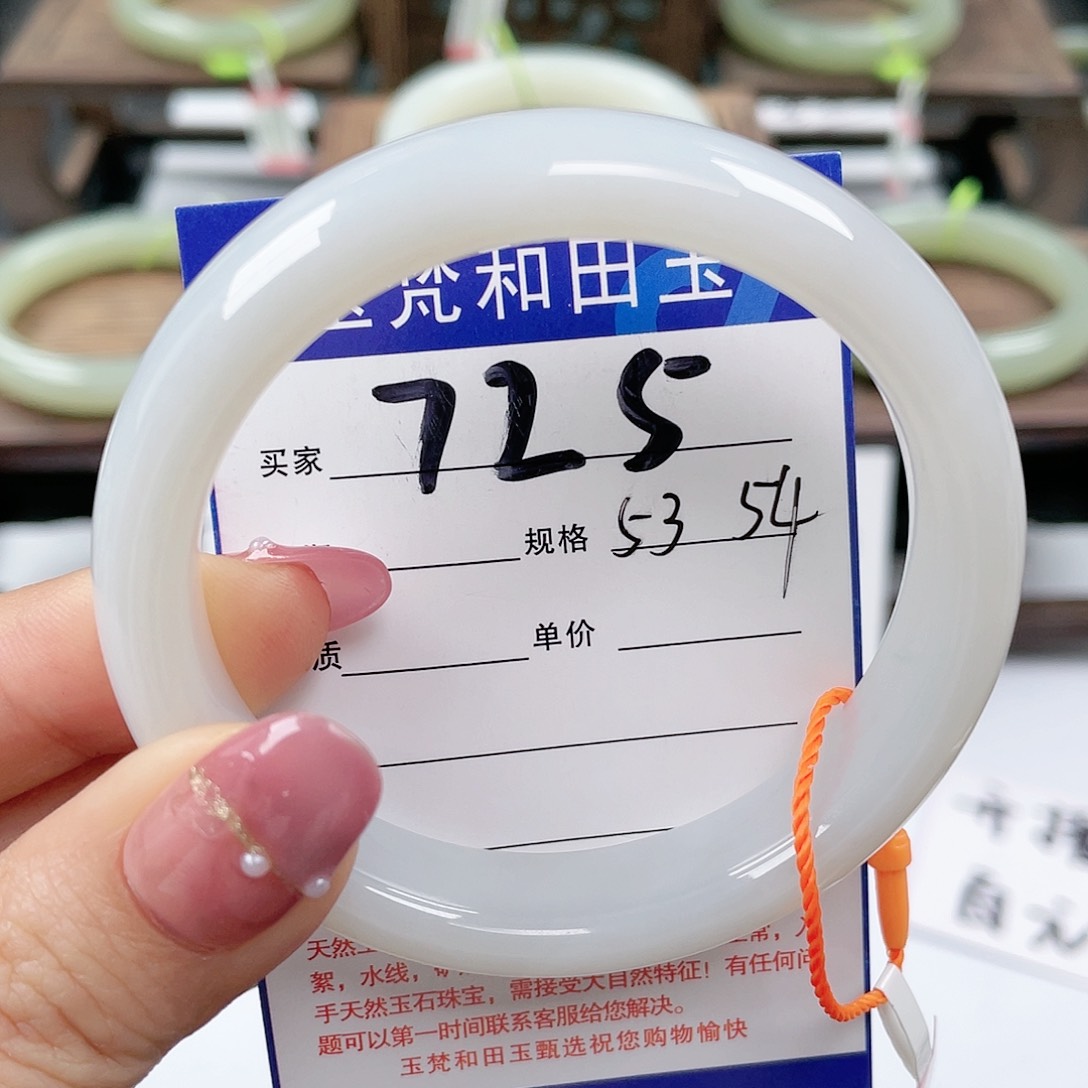 玉梵和田玉
725
买家
规格 53 54
质 单价
天然玉
絮，水线，
手天然玉石珠宝，需接受大自然特征！有任何问
题可以第一时间联系客服给您解决。
玉梵和田玉甄选祝您购物愉快